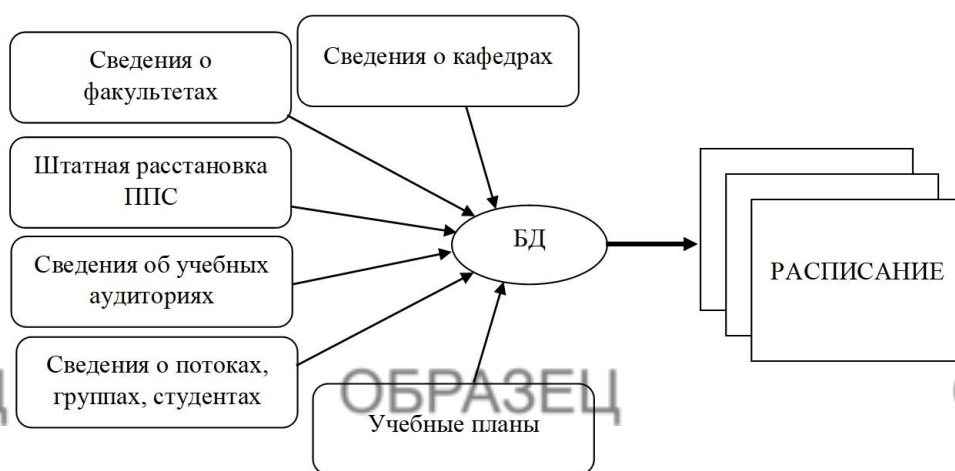 Сведения о
факультетах
Сведения о кафедрах
Штатная расстановка
ППС
БД
Сведения об учебных
аудиториях
РАСПИСАНИЕ
Сведения о потоках,
группах, студентах
ОБРАЗЕЦ
Учебные планы